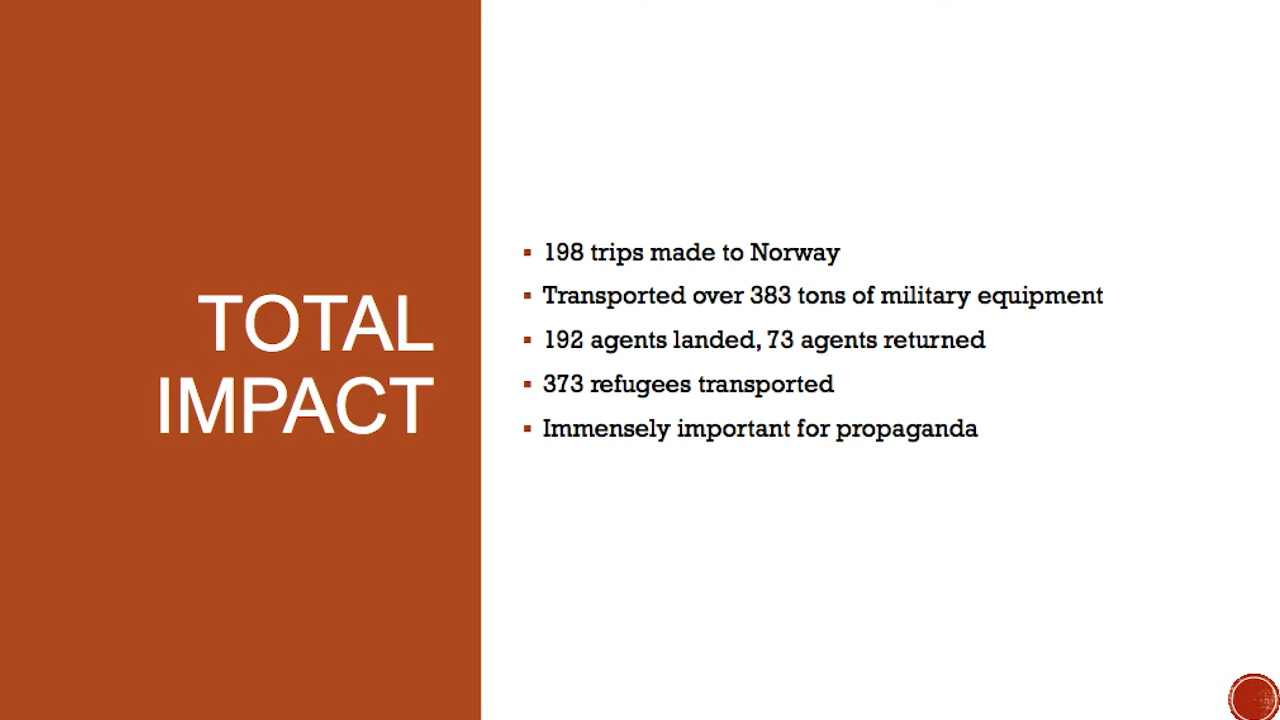 TOTAL
IMPACT
198 trips made to Norway
Transported over 383 tons of military equipment
192 agents landed, 73 agents returned
373 refugees transported
Immensely important for propaganda